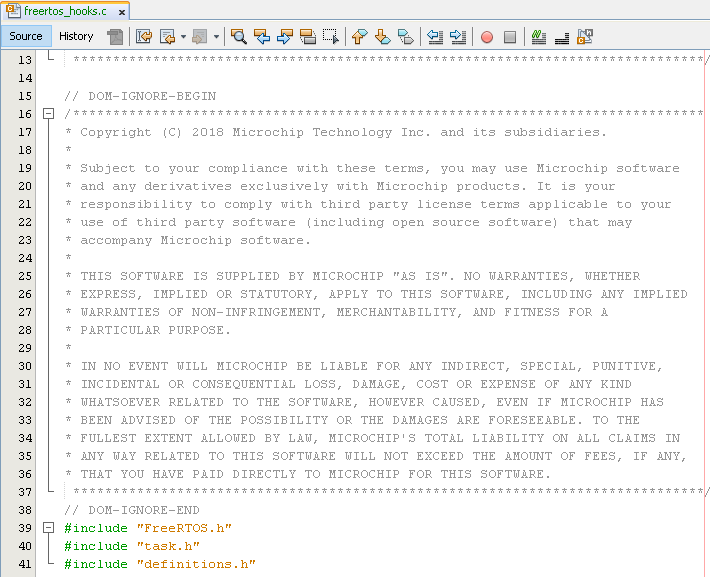 freertos_hooks.c x
Source History
13 *******************************************************************************/
14
15 // DOM-IGNORE-BEGIN
16 /*******************************************************************************
17 * Copyright (C) 2018 Microchip Technology Inc. and its subsidiaries.
18 *
19 * Subject to your compliance with these terms, you may use Microchip software
20 * and any derivatives exclusively with Microchip products. It is your
21 * responsibility to comply with third party license terms applicable to your
22 * use of third party software (including open source software) that may
23 * accompany Microchip software.
24 *
25 * THIS SOFTWARE IS SUPPLIED BY MICROCHIP "AS IS". NO WARRANTIES, WHETHER
26 * EXPRESS, IMPLIED OR STATUTORY, APPLY TO THIS SOFTWARE, INCLUDING ANY IMPLIED
27 * WARRANTIES OF NON-INFRINGEMENT, MERCHANTABILITY, AND FITNESS FOR A
28 * PARTICULAR PURPOSE.
29 *
30 * IN NO EVENT WILL MICROCHIP BE LIABLE FOR ANY INDIRECT, SPECIAL, PUNITIVE,
31 * INCIDENTAL OR CONSEQUENTIAL LOSS, DAMAGE, COST OR EXPENSE OF ANY KIND
32 * WHATSOEVER RELATED TO THE SOFTWARE, HOWEVER CAUSED, EVEN IF MICROCHIP HAS
33 * BEEN ADVISED OF THE POSSIBILITY OR THE DAMAGES ARE FORESEEABLE. TO THE
34 * FULLEST EXTENT ALLOWED BY LAW, MICROCHIP'S TOTAL LIABILITY ON ALL CLAIMS IN
35 * ANY WAY RELATED TO THIS SOFTWARE WILL NOT EXCEED THE AMOUNT OF FEES, IF ANY,
36 * THAT YOU HAVE PAID DIRECTLY TO MICROCHIP FOR THIS SOFTWARE.
37 *******************************************************************************/
38 // DOM-IGNORE-END
39 #include "FreeRTOS.h"
40 #include "task.h"
41 #include "definitions.h"